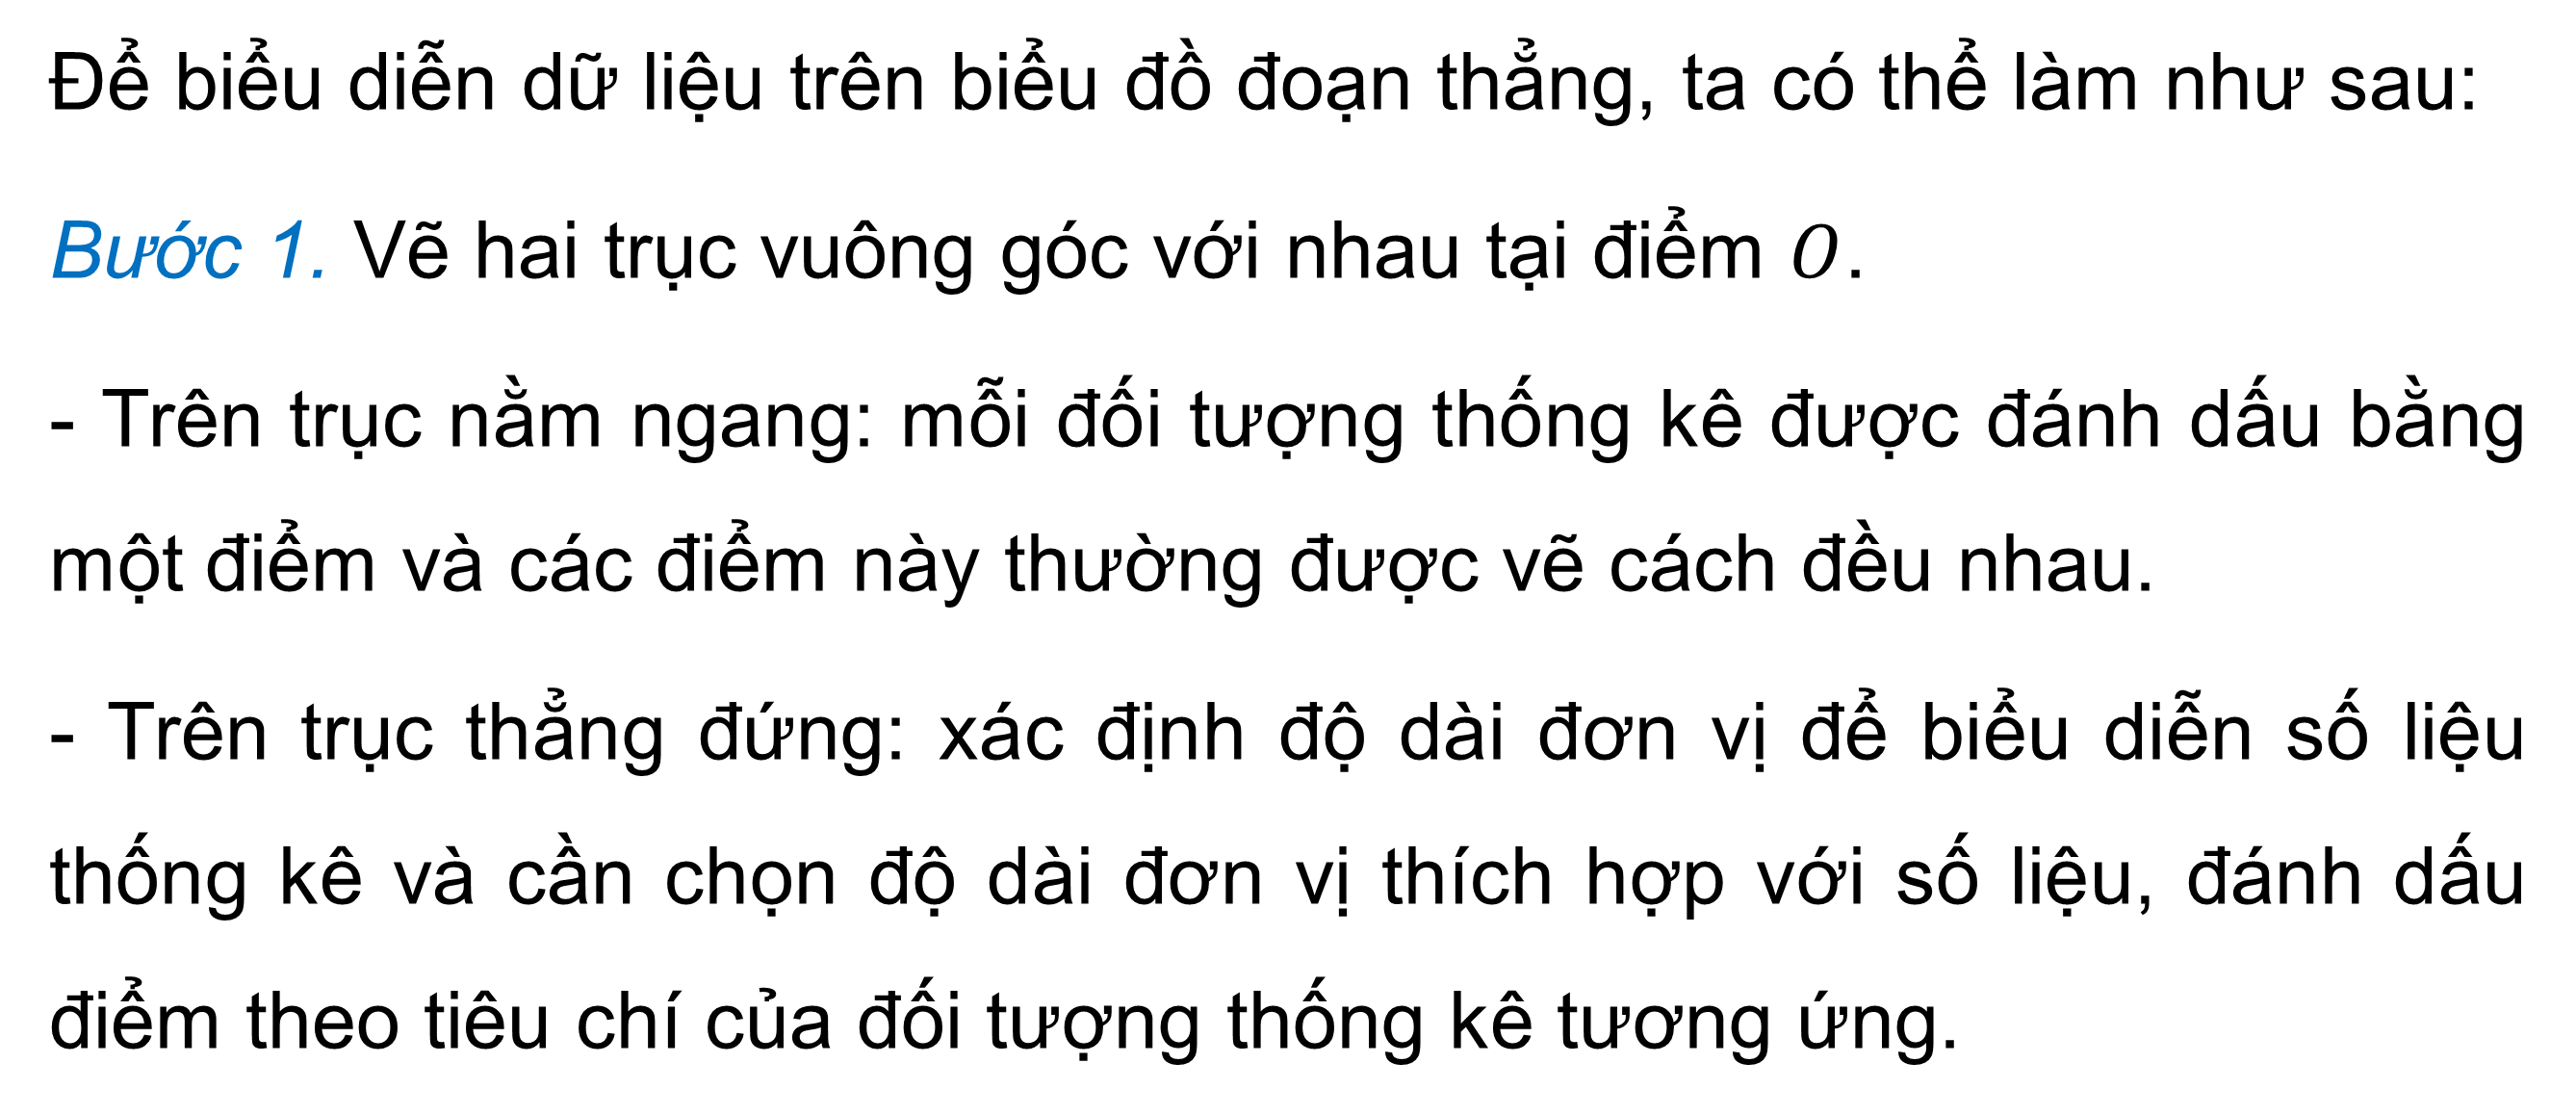 Để biểu diễn dữ liệu trên biểu đồ đoạn thẳng, ta có thể làm như sau:
Bước 1. Vẽ hai trục vuông góc với nhau tại điểm O.
- Trên trục nằm ngang: mỗi đối tượng thống kê được đánh dấu bằng
một điểm và các điểm này thường được vẽ cách đều nhau.
- Trên trục thẳng đứng: xác định độ dài đơn vị để biểu diễn số liệu
thống kê và cần chọn độ dài đơn vị thích hợp với số liệu, đánh dấu
điểm theo tiêu chí của đối tượng thống kê tương ứng.